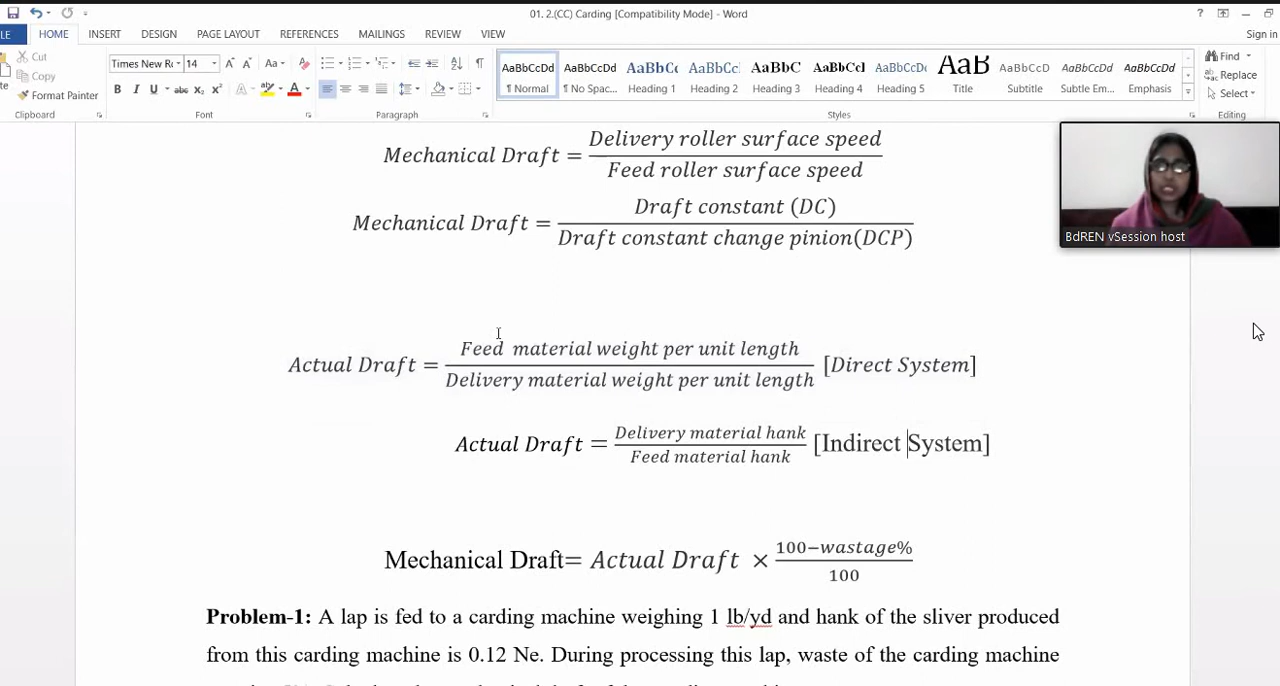 01. 2.(CC) Carding [Compatibility Mode] - Word
?
LE HOME INSERT DESIGN PAGE LAYOUT REFERENCES MAILINGS REVIEW VIEW Sign in
Cut
Copy
Format Painter
Clipboard
Times New R 14 Aa
B I U abc x₂ x² A A
Font
Paragraph
AaBbCcDd ¶ Normal
AaBbCcDd ¶ No Spac...
AaBbC Heading 1
AaBbCc Heading 2
AaBbC Heading 3
AaBbCcI Heading 4
AaBbCcDd Heading 5
AaB Title
AaBbCcD Subtitle
AaBbCcDd Subtle Em...
AaBbCcDd Emphasis
Styles
Find
Replace
Select
Editing
Mechanical Draft = Delivery roller surface speed / Feed roller surface speed
Mechanical Draft = Draft constant (DC) / Draft constant change pinion(DCP)
Actual Draft = Feed material weight per unit length / Delivery material weight per unit length [Direct System]
Actual Draft = Delivery material hank / Feed material hank [Indirect System]
Mechanical Draft= Actual Draft × 100−wastage% / 100
Problem-1: A lap is fed to a carding machine weighing 1 lb/yd and hank of the sliver produced
from this carding machine is 0.12 Ne. During processing this lap, waste of the carding machine
BdREN vSession host